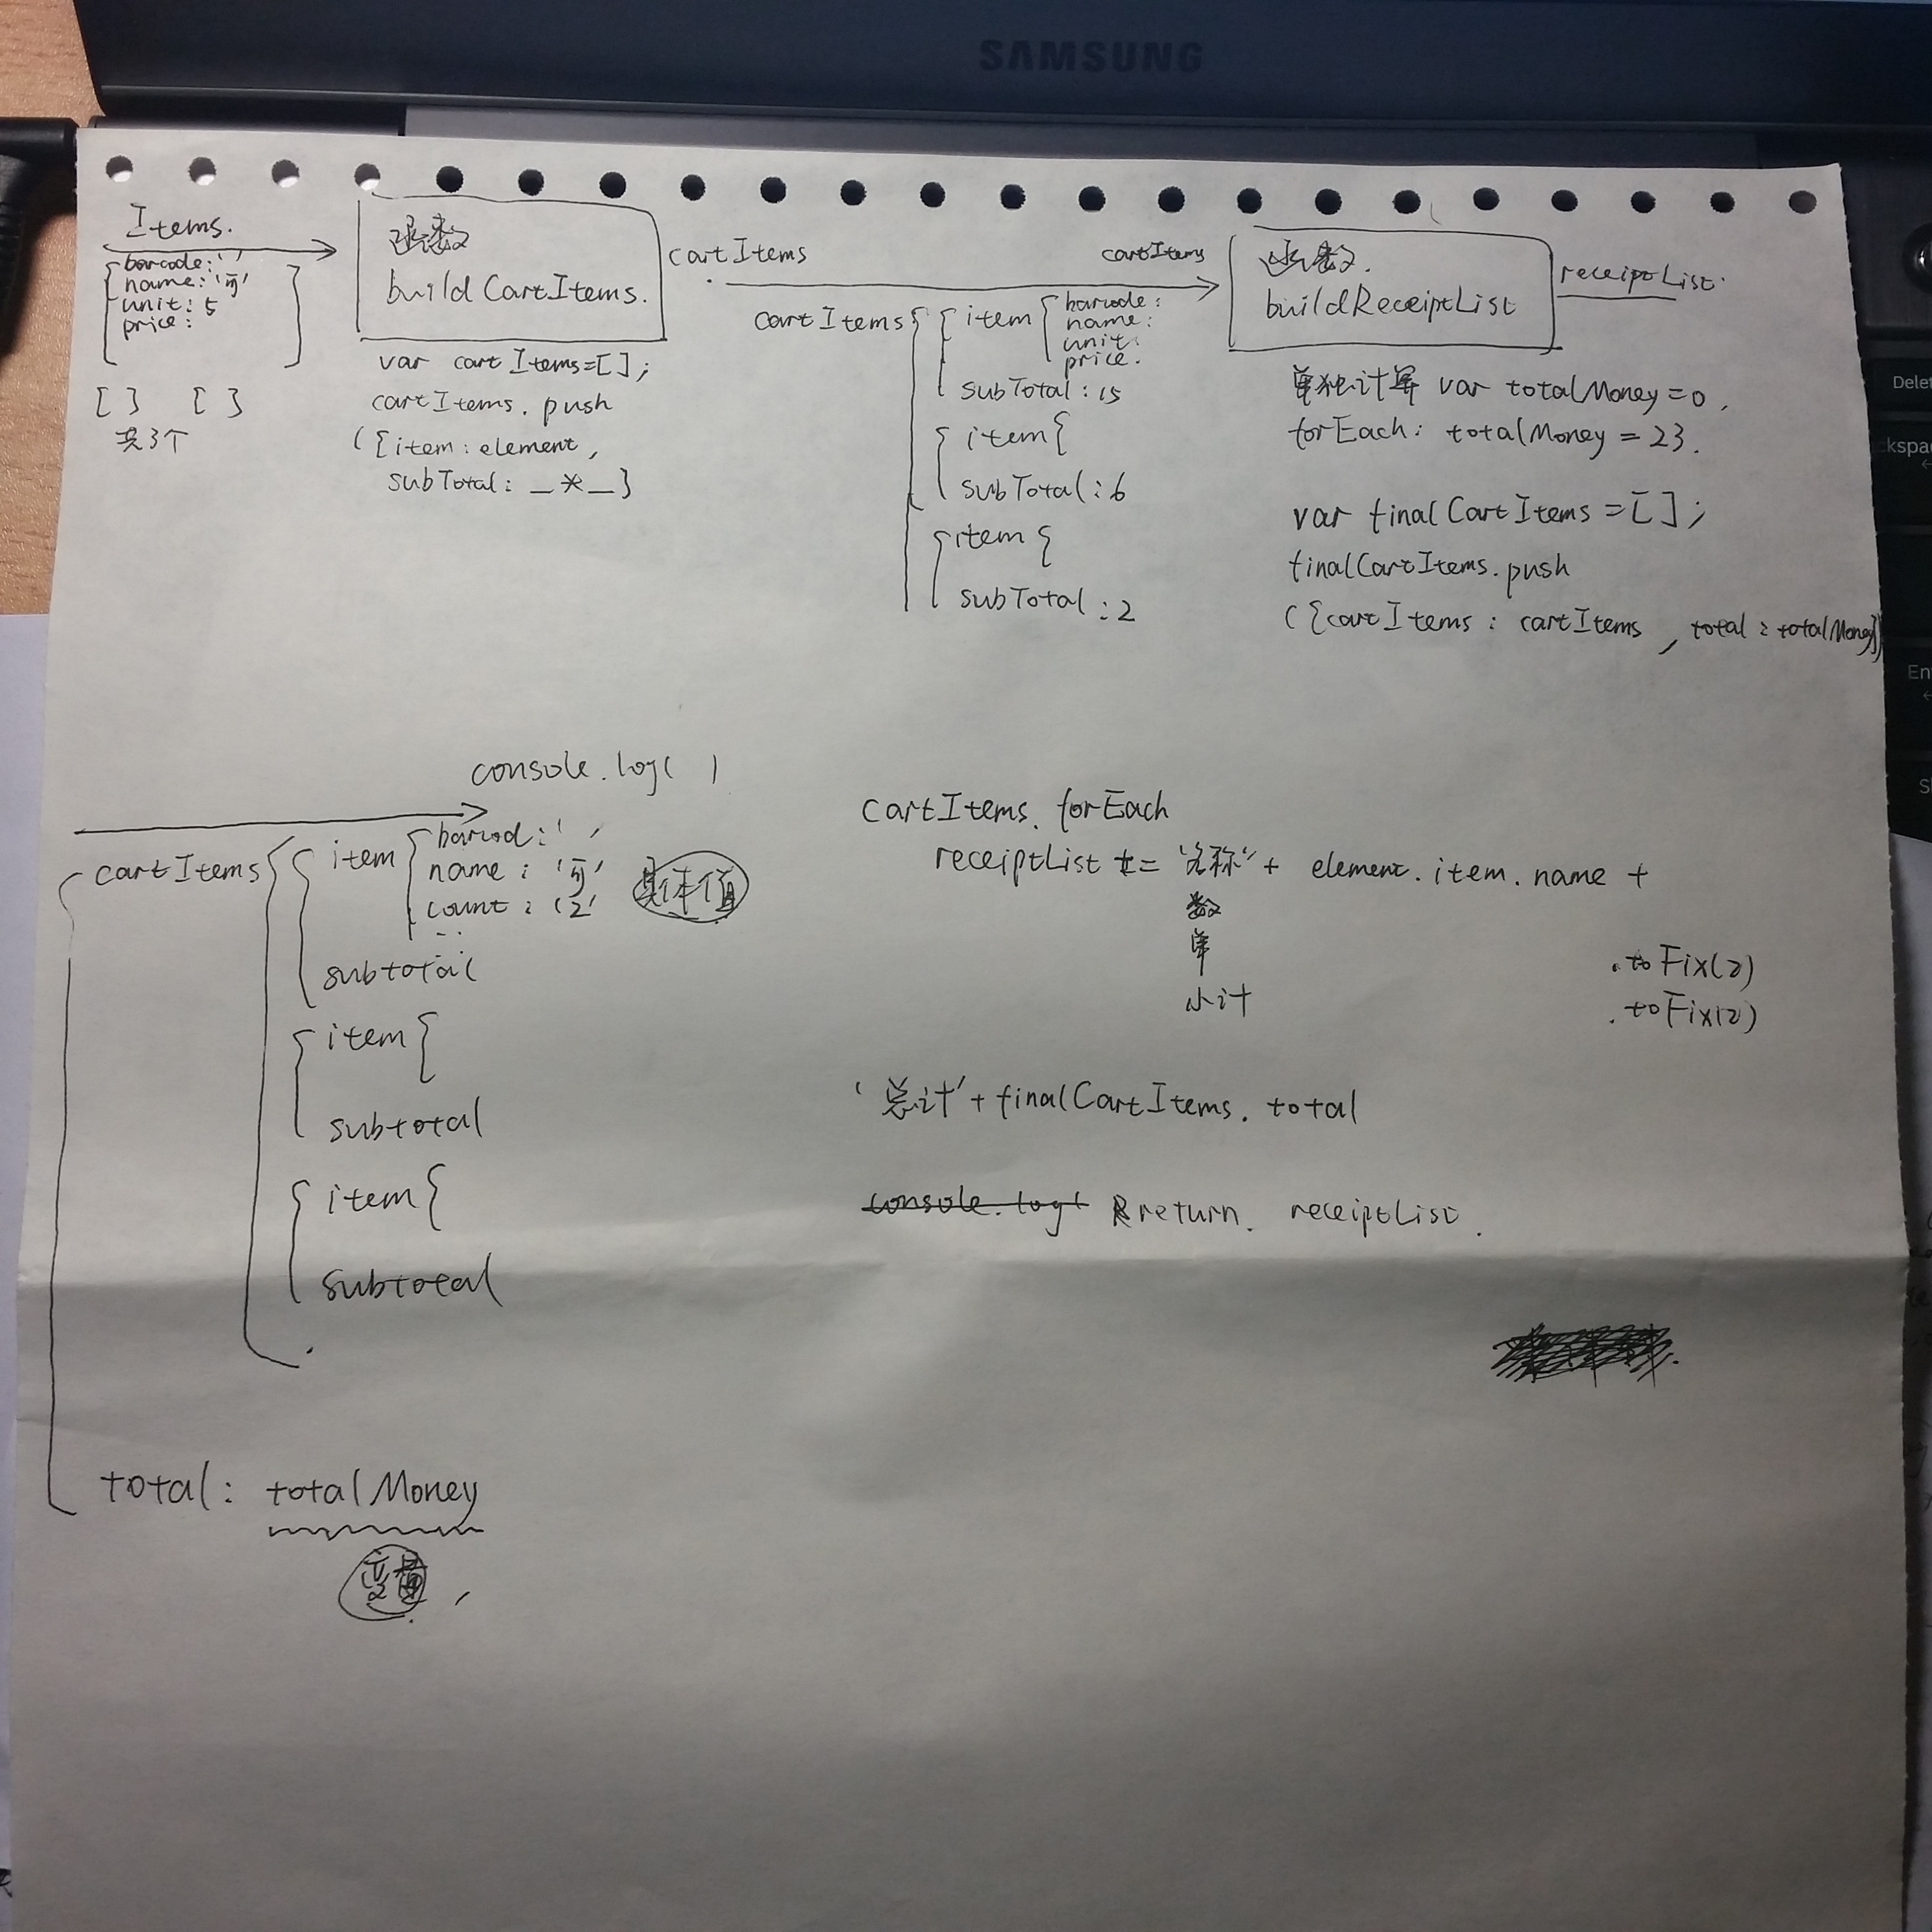 SAMSUNG
Items.
barcode:' '
name:'可'
unit: 5
price:
[ ] [ ]
共3个
函数
buildCartItems.
var cartItems=[];
cartItems.push
({item: element,
subTotal: _*_}
cartItems
cartItems
cartItems
item
barcode:
name:
unit:
price.
subTotal: 15
item{
subTotal: 6
item{
subTotal: 2
函数.
buildReceiptList
receiptList.
单独计算 var totalMoney=0,
forEach: totalMoney = 23.
var finalCartItems = [];
finalCartItems.push
({cartItems: cartItems, total: totalMoney})
Delet
ckspac
En
S
console.log( )
cartItems
item
barcod:' '
name: '可'
count: '2'
...
具体值
subtotal
item{
subtotal
item{
subtotal
total: totalMoney
变量,
cartItems.forEach
receiptList += '名称' + element.item.name +
数
单
小计
.toFix(2)
.toFix(2)
'总计' + finalCartItems.total
console.log( return. receiptList.